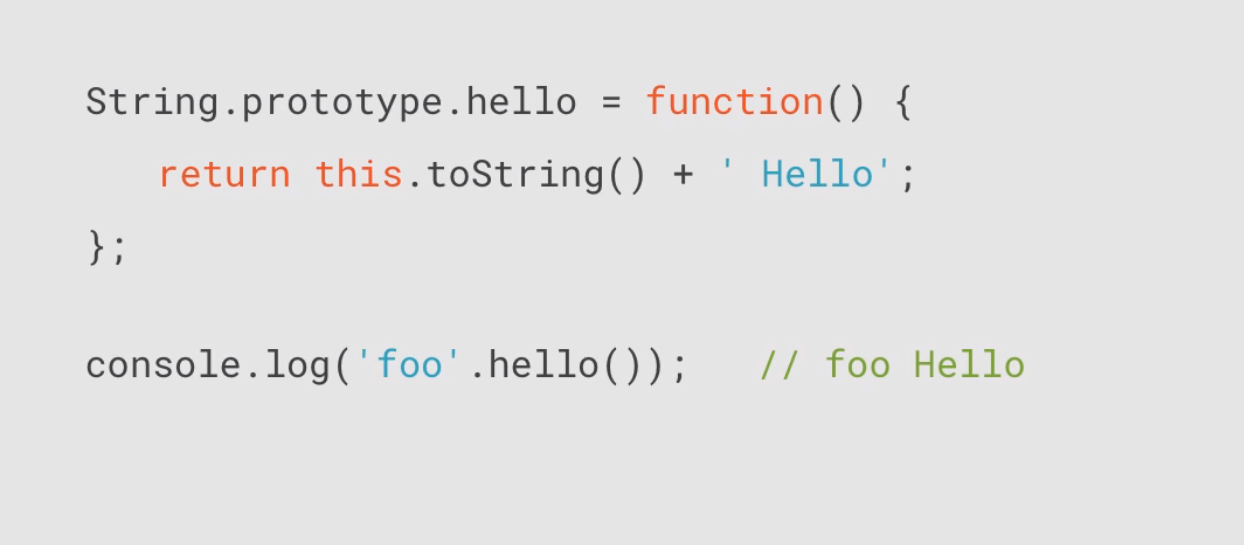 String.prototype.hello = function() {
return this.toString() + ' Hello';
};
console.log('foo'.hello()); // foo Hello